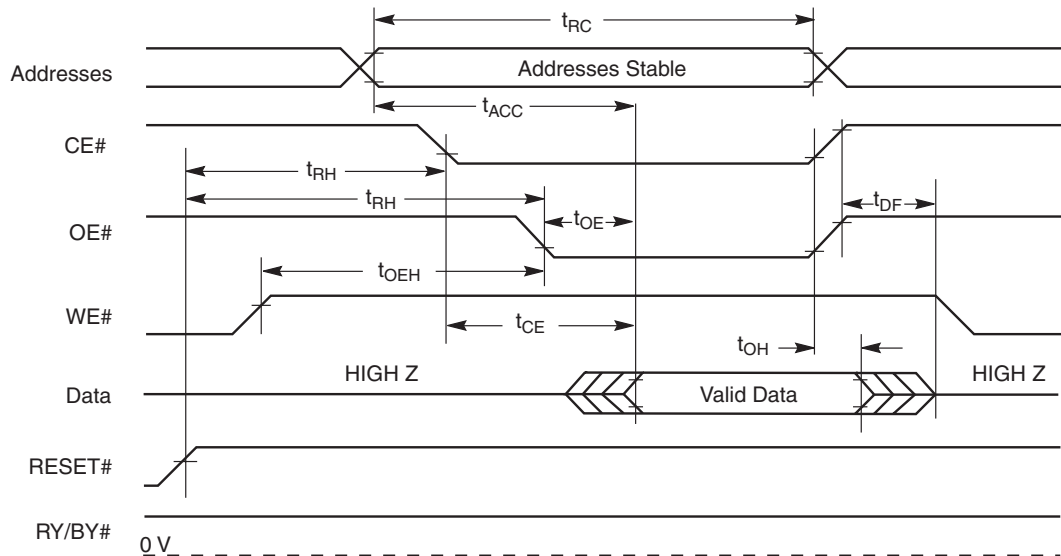 tRC
Addresses
Addresses Stable
tACC
CE#
tRH
tRH
OE#
tOE
tDF
tOEH
WE#
tCE
tOH
HIGH Z
HIGH Z
Data
Valid Data
RESET#
RY/BY#
0 V